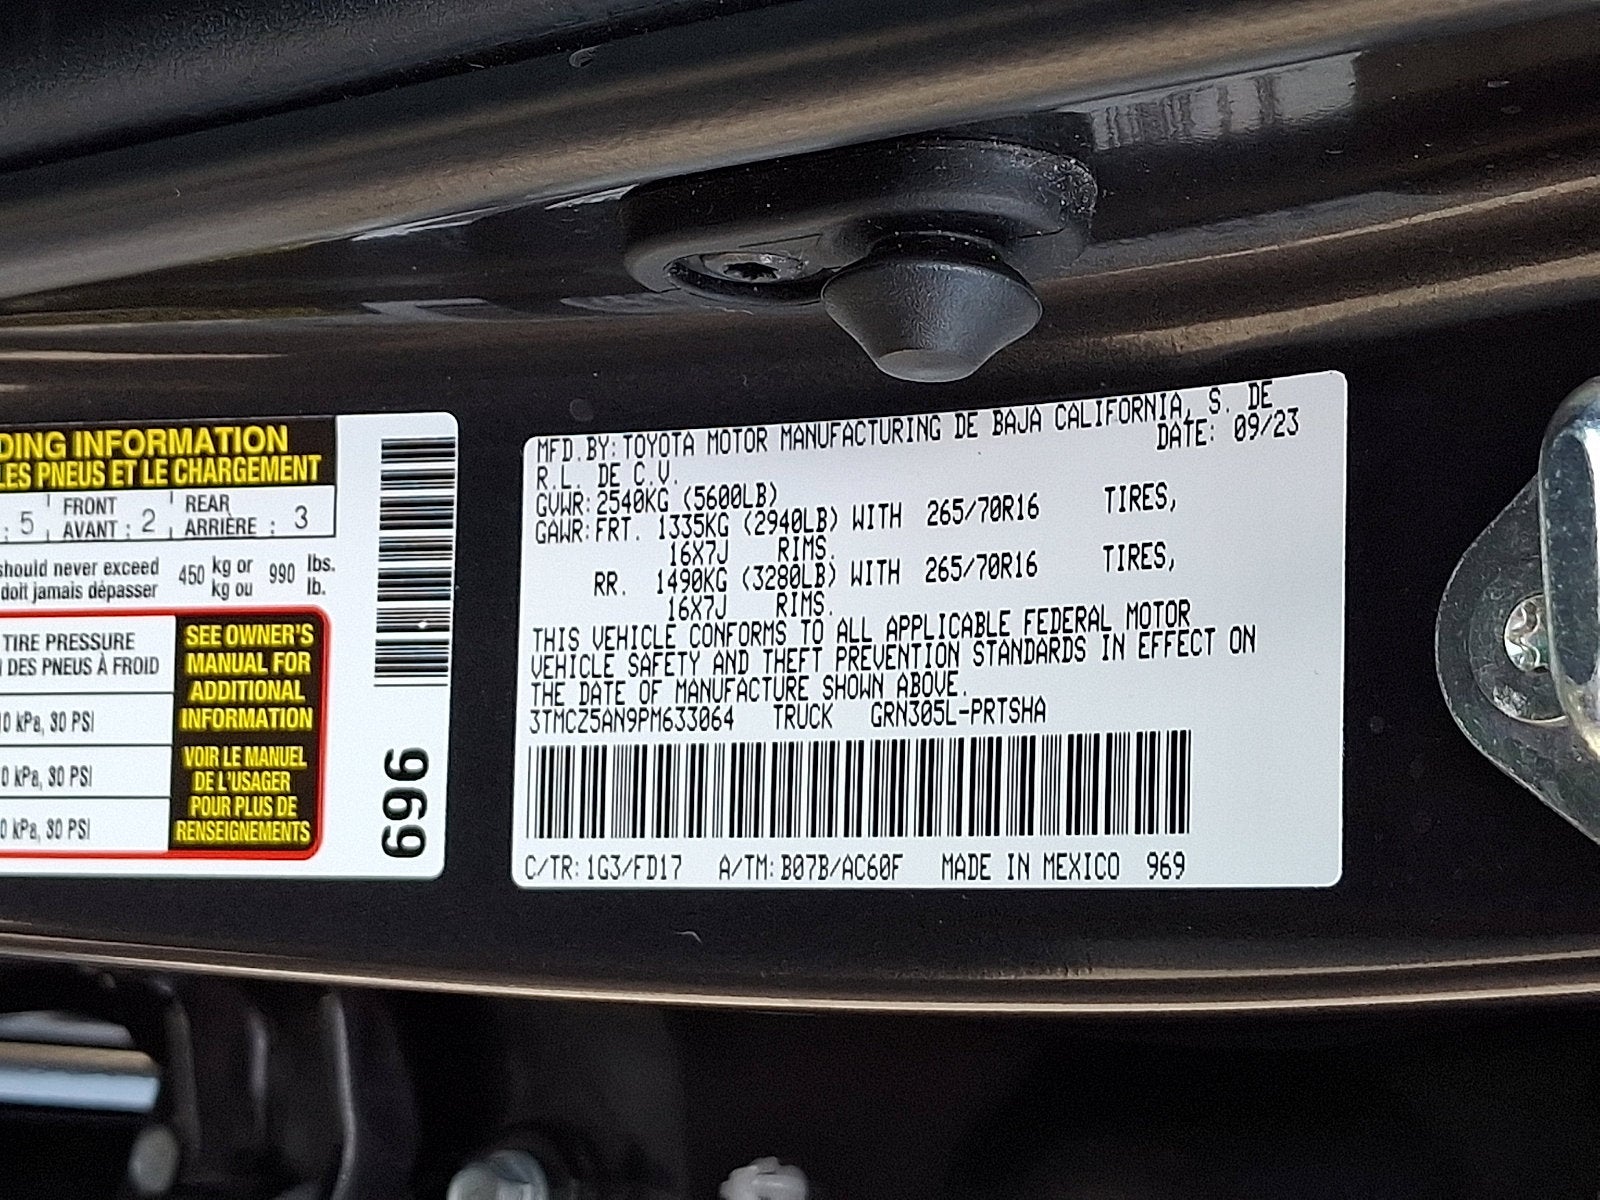 DING INFORMATION
LES PNEUS ET LE CHARGEMENT
: 5 FRONT AVANT : 2 REAR ARRIÈRE : 3
should never exceed 450 kg or 990 lbs.
doit jamais dépasser kg ou lb.
TIRE PRESSURE
DES PNEUS À FROID
0 kPa, 30 PSI
0 kPa, 30 PSI
0 kPa, 30 PSI
SEE OWNER'S
MANUAL FOR
ADDITIONAL
INFORMATION
VOIR LE MANUEL
DE L'USAGER
POUR PLUS DE
RENSEIGNEMENTS
969
MFD.BY: TOYOTA MOTOR MANUFACTURING DE BAJA CALIFORNIA, S. DE
R.L. DE C.V. DATE: 09/23
GVWR: 2540KG (5600LB)
GAWR: FRT. 1335KG (2940LB) WITH 265/70R16 TIRES,
16X7J RIMS.
RR. 1490KG (3280LB) WITH 265/70R16 TIRES,
16X7J RIMS.
THIS VEHICLE CONFORMS TO ALL APPLICABLE FEDERAL MOTOR
VEHICLE SAFETY AND THEFT PREVENTION STANDARDS IN EFFECT ON
THE DATE OF MANUFACTURE SHOWN ABOVE.
3TMCZ5AN9PM633064 TRUCK GRN305L-PRTSHA
C/TR: 1G3/FD17 A/TM: B07B/AC60F MADE IN MEXICO 969